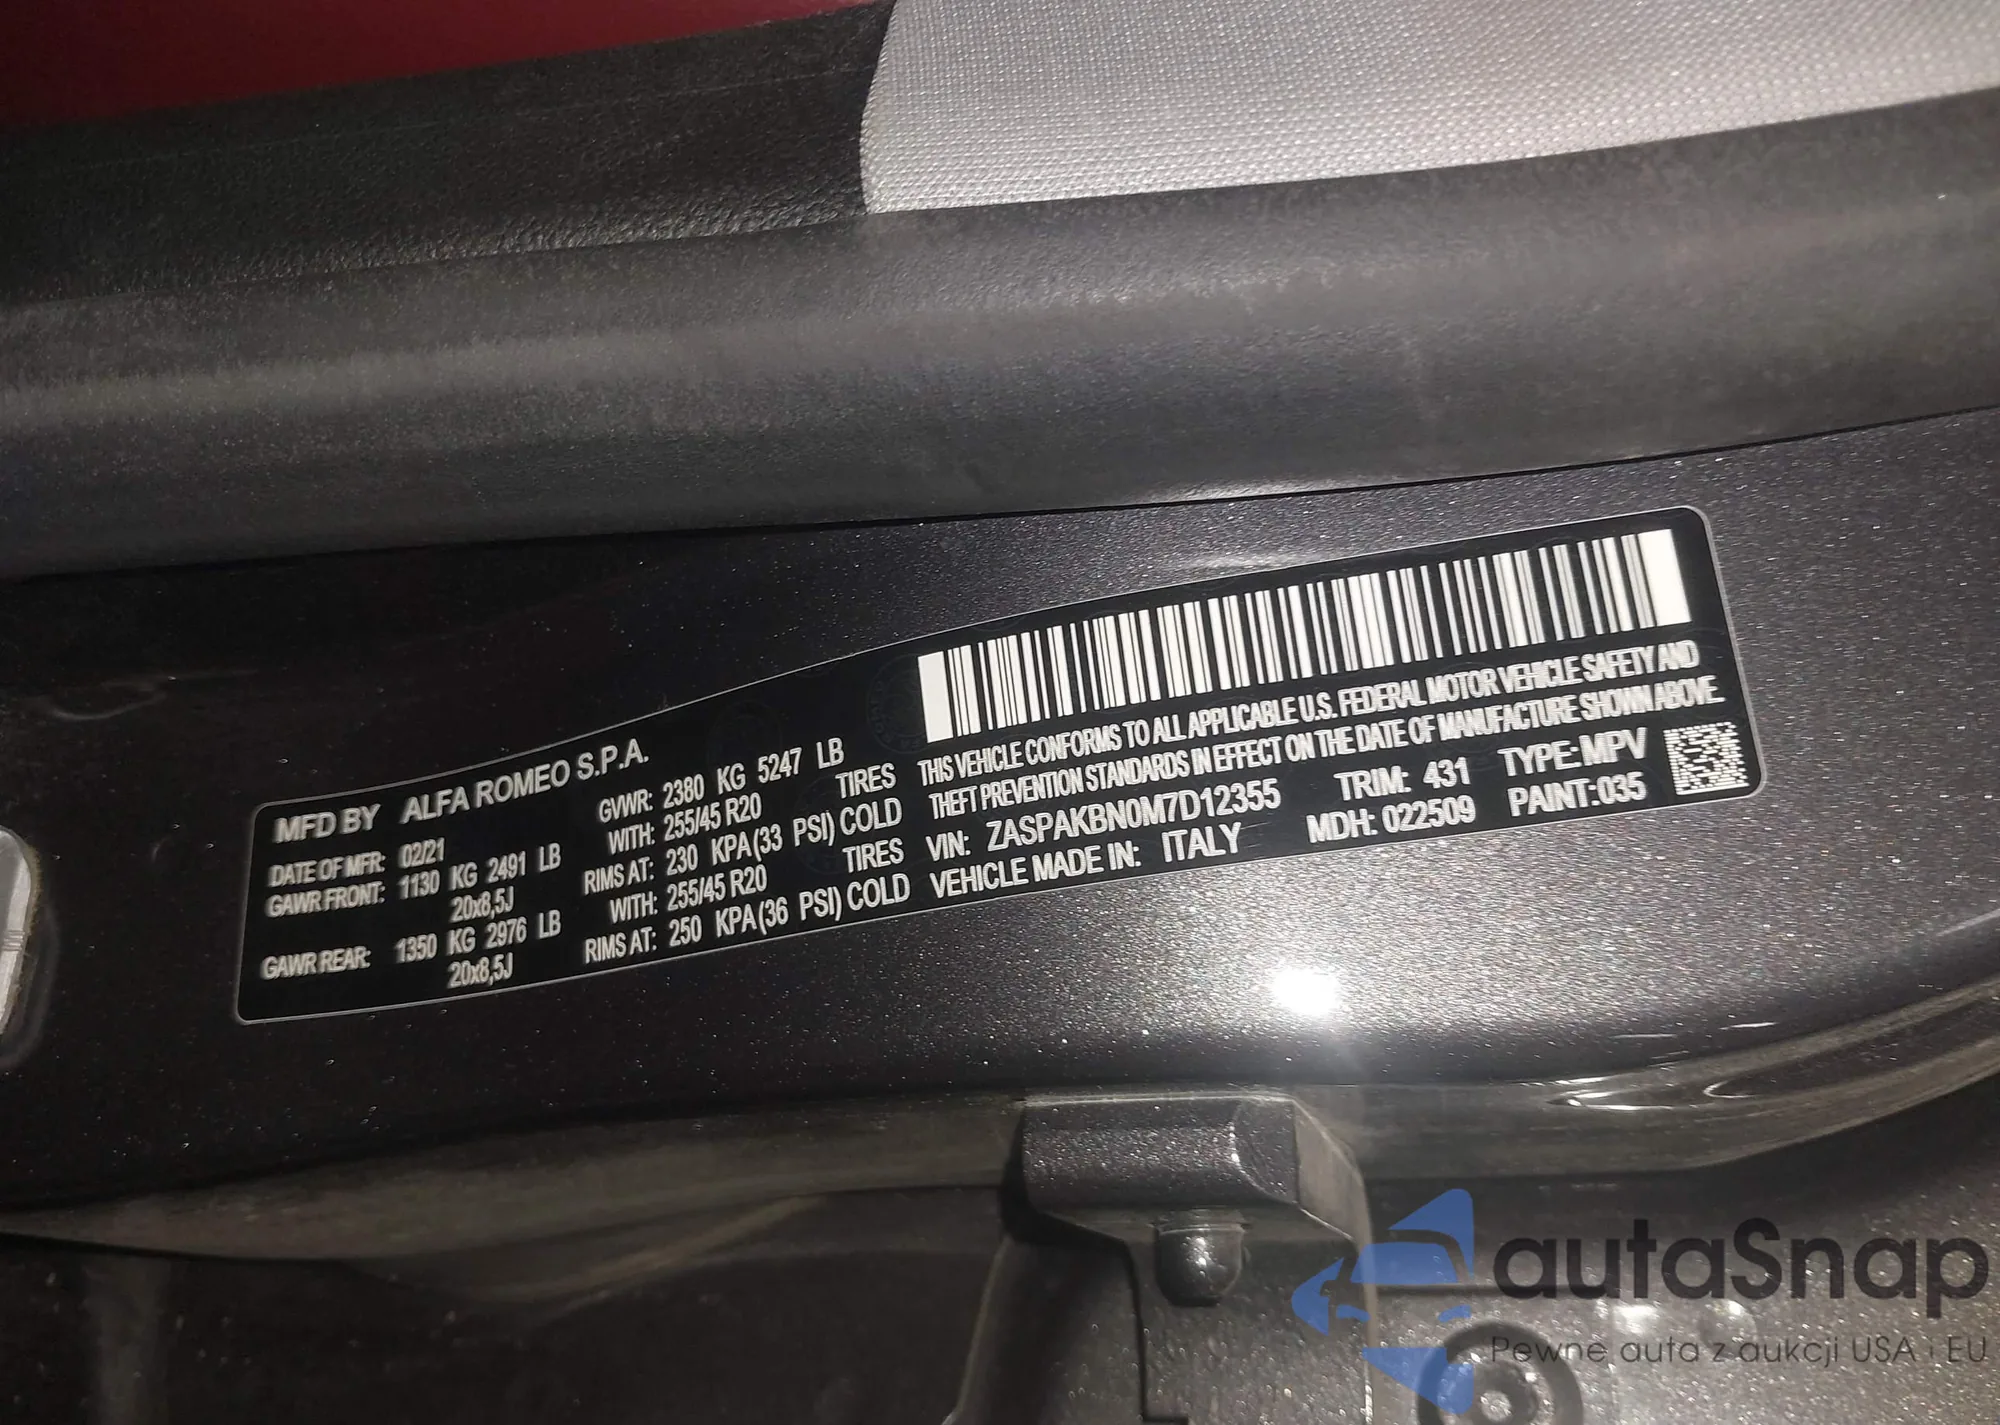 MFD BY ALFA ROMEO S.P.A.
DATE OF MFR: 02/21 GVWR: 2380 KG 5247 LB
GAWR FRONT: 1130 KG 2491 LB WITH: 255/45 R20 TIRES
20x8,5J RIMS AT: 230 KPA(33 PSI) COLD
GAWR REAR: 1350 KG 2976 LB WITH: 255/45 R20 TIRES
20x8,5J RIMS AT: 250 KPA(36 PSI) COLD
THIS VEHICLE CONFORMS TO ALL APPLICABLE U.S. FEDERAL MOTOR VEHICLE SAFETY AND
THEFT PREVENTION STANDARDS IN EFFECT ON THE DATE OF MANUFACTURE SHOWN ABOVE.
VIN: ZASPAKBN0M7D12355 TRIM: 431 TYPE: MPV
VEHICLE MADE IN: ITALY MDH: 022509 PAINT: 035
autaSnap
Pewne auta z aukcji USA i EU